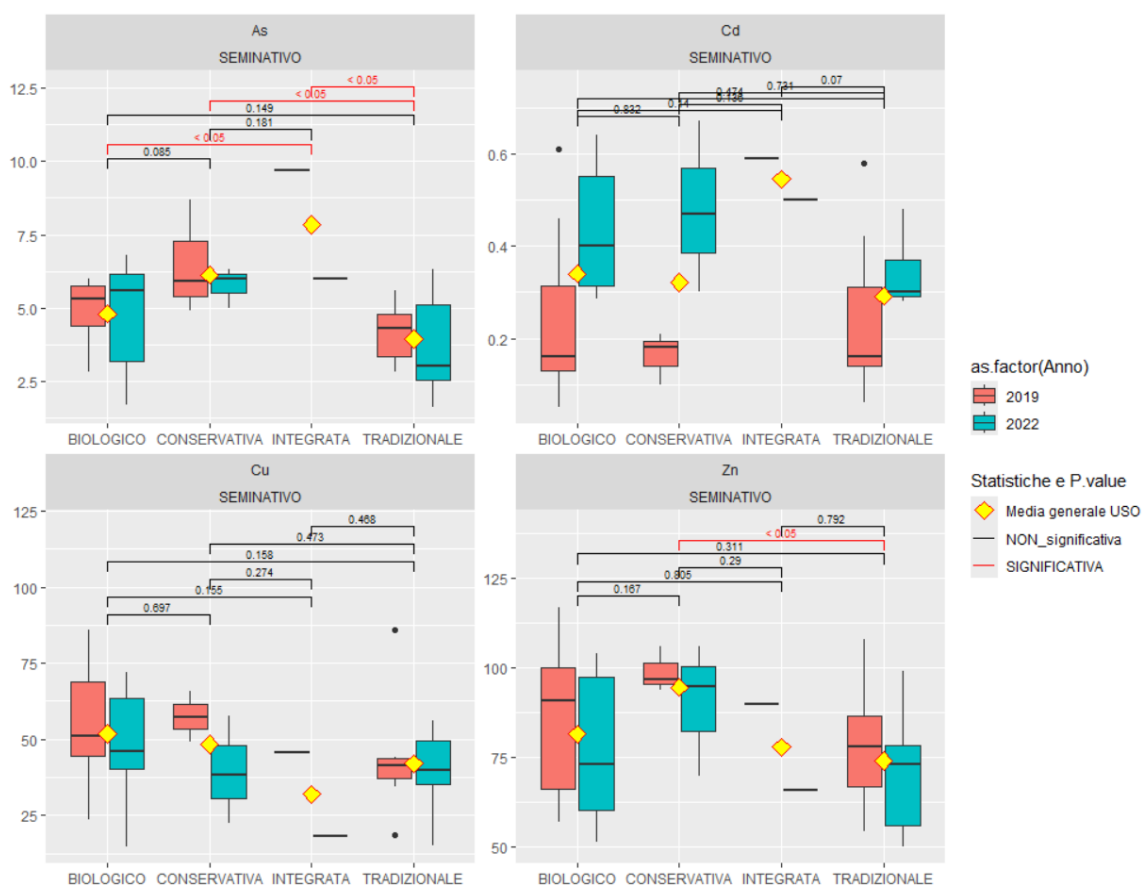 As
SEMINATIVO
12.5
10.0
7.5
5.0
2.5
< 0.05
< 0.05
0.149
0.181
< 0.05
0.085
BIOLOGICO CONSERVATIVA INTEGRATA TRADIZIONALE
Cd
SEMINATIVO
0.6
0.4
0.2
0.07
0.731
0.474
0.14
0.832
BIOLOGICO CONSERVATIVA INTEGRATA TRADIZIONALE
Cu
SEMINATIVO
125
100
75
50
25
0.468
0.473
0.158
0.274
0.155
0.697
BIOLOGICO CONSERVATIVA INTEGRATA TRADIZIONALE
Zn
SEMINATIVO
125
100
75
50
0.792
< 0.05
0.311
0.29
0.805
0.167
BIOLOGICO CONSERVATIVA INTEGRATA TRADIZIONALE
as.factor(Anno)
2019
2022
Statistiche e P.value
Media generale USO
NON_significativa
SIGNIFICATIVA